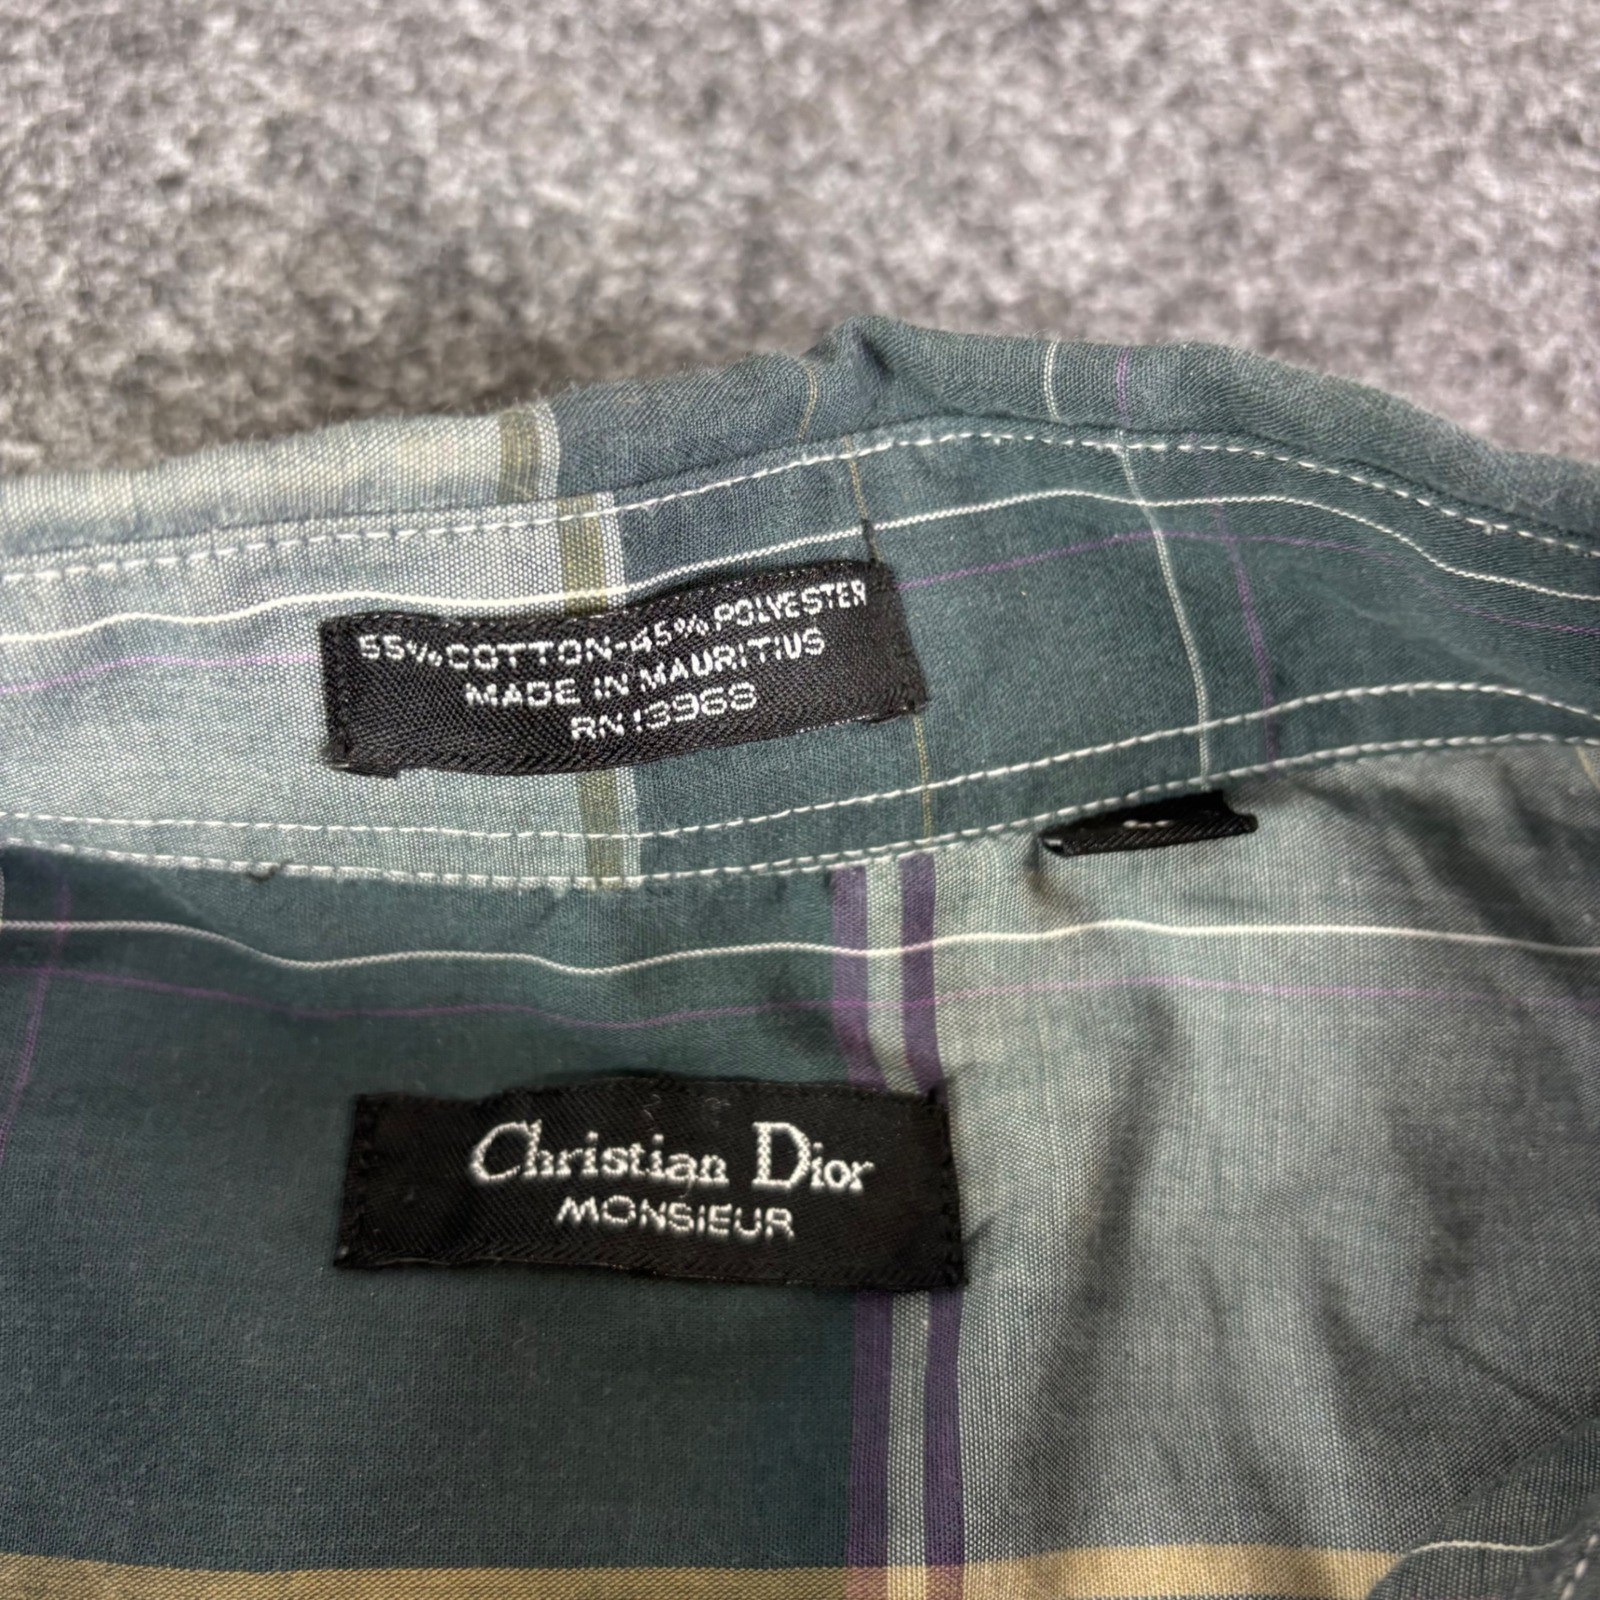 55% COTTON-45% POLYESTER
MADE IN MAURITIUS
RN 13968
Christian Dior
MONSIEUR